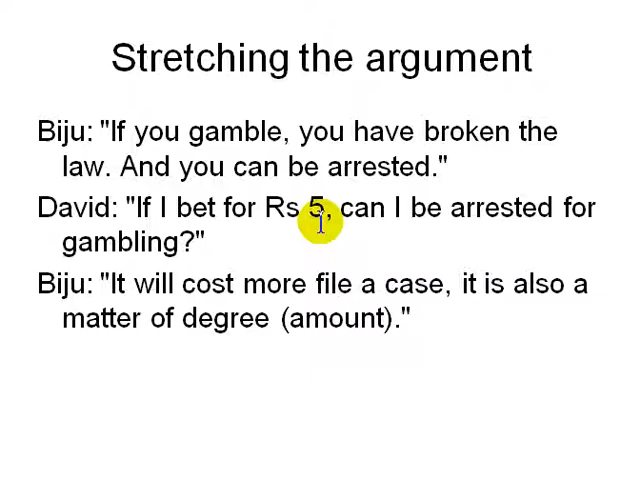 Stretching the argument
Biju: "If you gamble, you have broken the
law. And you can be arrested."
David: "If I bet for Rs 5, can I be arrested for
gambling?"
Biju: "It will cost more file a case, it is also a
matter of degree (amount)."